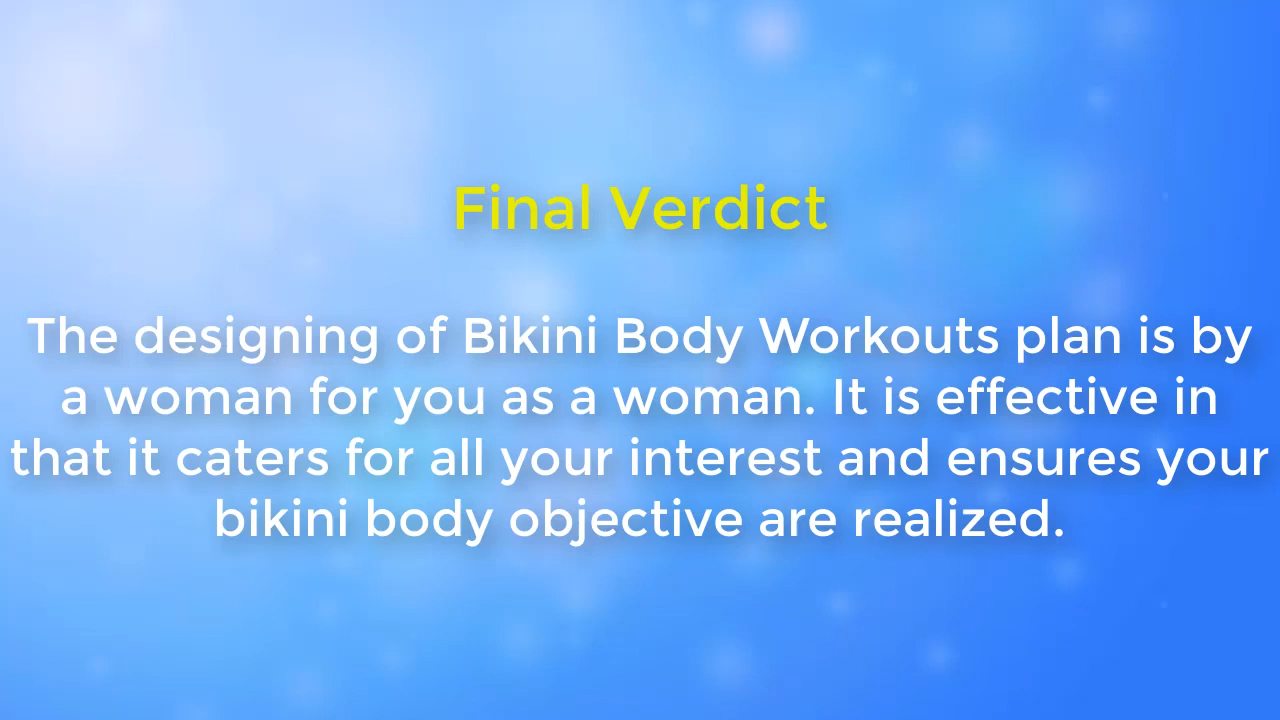 Final Verdict
The designing of Bikini Body Workouts plan is by
a woman for you as a woman. It is effective in
that it caters for all your interest and ensures your
bikini body objective are realized.